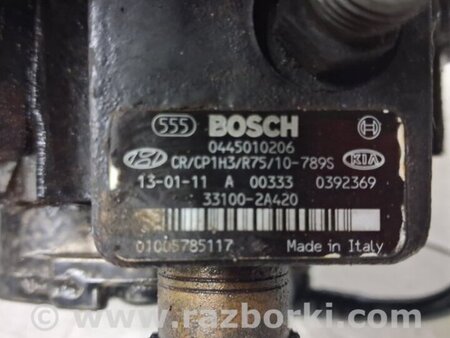 555 BOSCH
0445010206
CR/CP1H3/R75/10-789S KIA
13-01-11 A 00333 0392369
33100-2A420
01005785117 Made in Italy
www.razborki.com